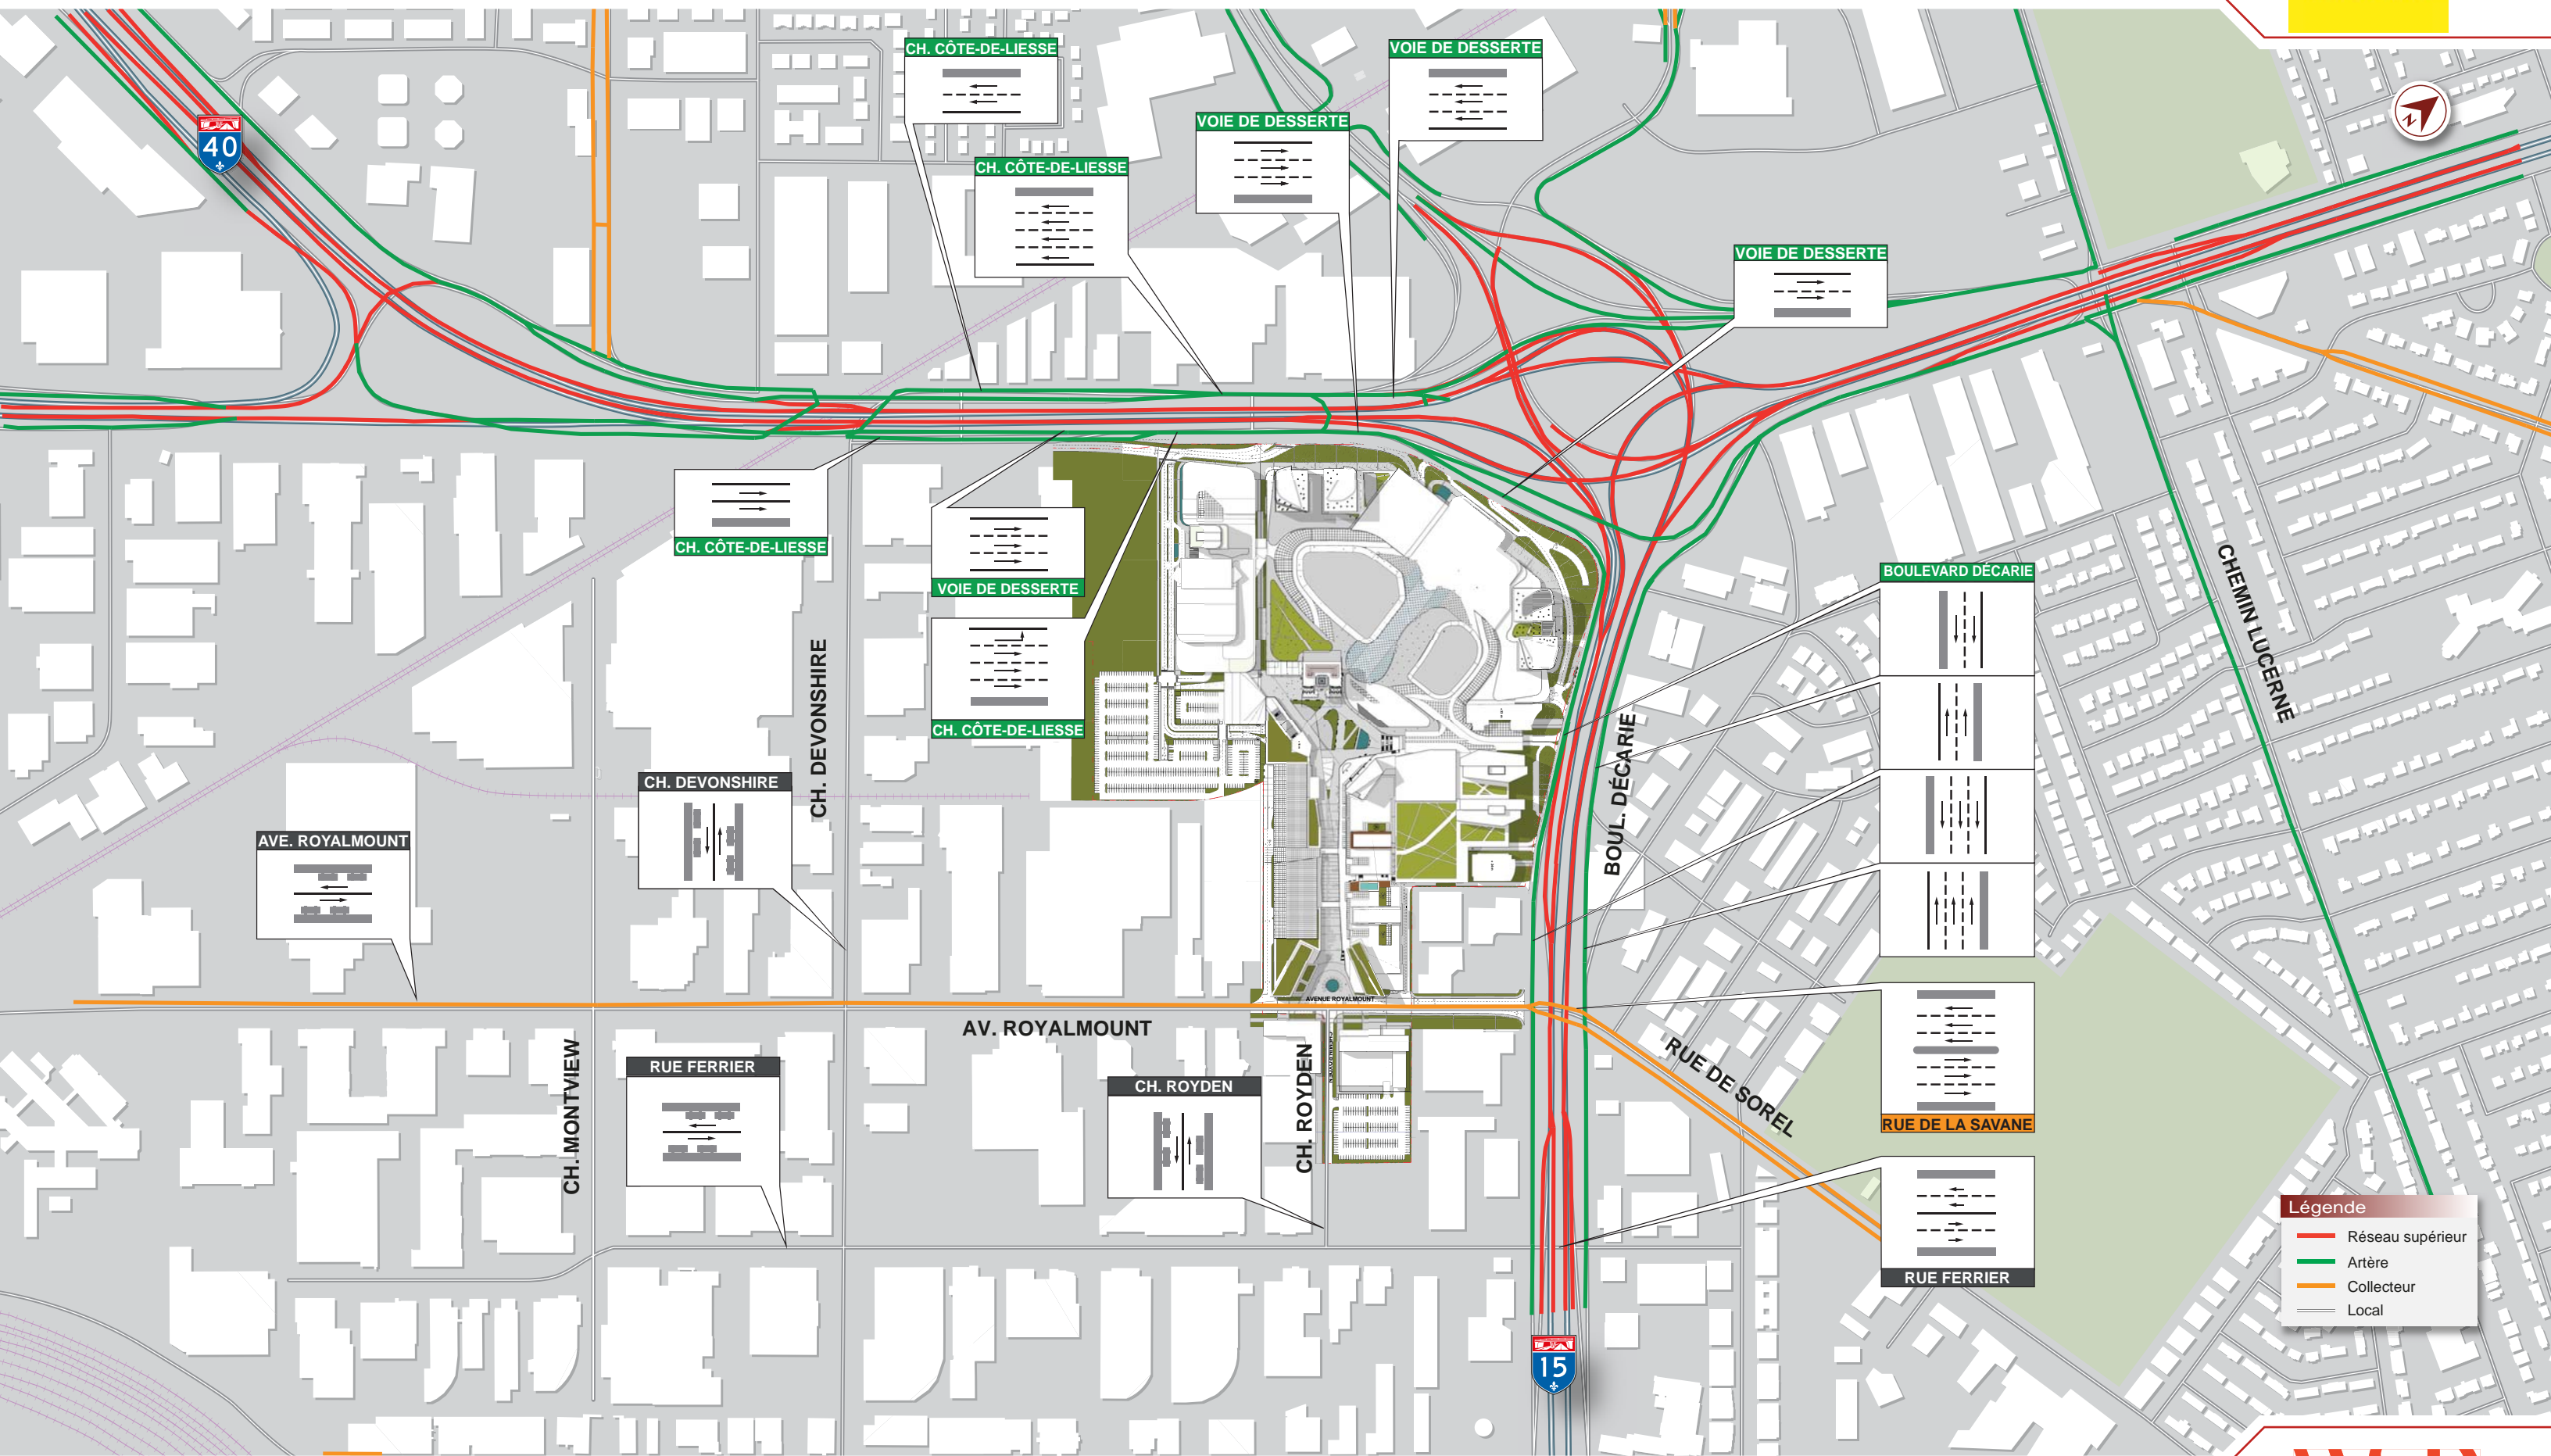 CH. CÔTE-DE-LIESSE
VOIE DE DESSERTE
40
VOIE DE DESSERTE
CH. CÔTE-DE-LIESSE
VOIE DE DESSERTE
CH. CÔTE-DE-LIESSE
VOIE DE DESSERTE
BOULEVARD DÉCARIE
CHEMIN LUCERNE
CH. DEVONSHIRE
CH. CÔTE-DE-LIESSE
BOUL. DÉCARIE
CH. DEVONSHIRE
AVE. ROYALMOUNT
AVENUE ROYALMOUNT
AV. ROYALMOUNT
RUE DE SOREL
CH. MONTVIEW
RUE FERRIER
CH. ROYDEN
CH. ROYDEN
RUE DE LA SAVANE
RUE FERRIER
Légende
Réseau supérieur
Artère
Collecteur
Local
15
N